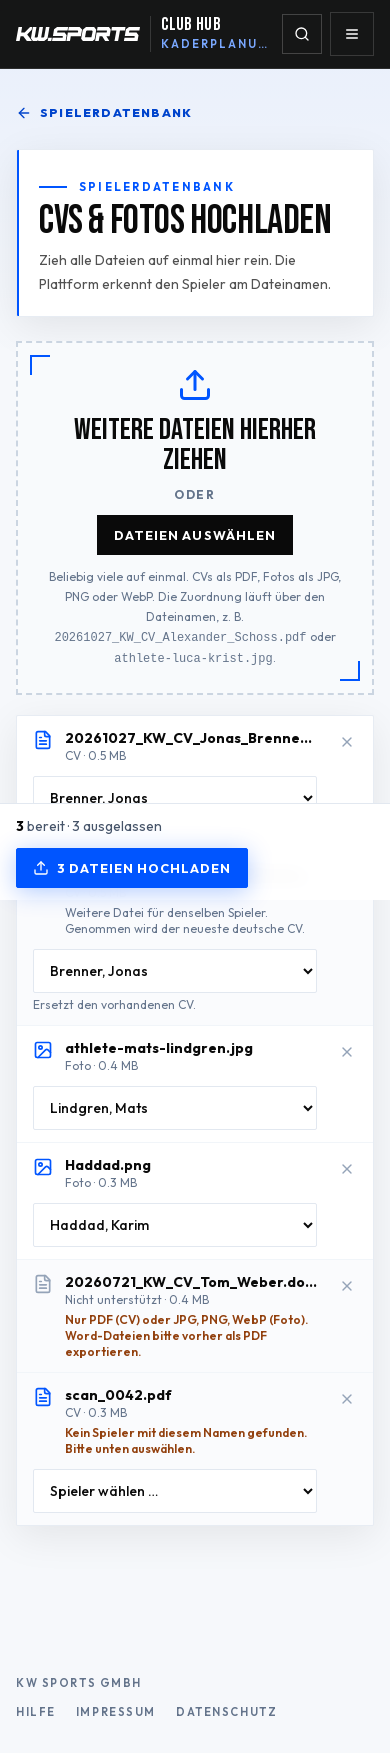 KW.SPORTS
CLUB HUB
KADERPLANU...
SPIELERDATENBANK
SPIELERDATENBANK
CVS & FOTOS HOCHLADEN
Zieh alle Dateien auf einmal hier rein. Die
Plattform erkennt den Spieler am Dateinamen.
WEITERE DATEIEN HIERHER
ZIEHEN
ODER
DATEIEN AUSWÄHLEN
Beliebig viele auf einmal. CVs als PDF, Fotos als JPG,
PNG oder WebP. Die Zuordnung läuft über den
Dateinamen, z. B.
20261027_KW_CV_Alexander_Schoss.pdf oder
athlete-luca-krist.jpg.
20261027_KW_CV_Jonas_Brenne...
CV · 0.5 MB
Brenner, Jonas
3 bereit · 3 ausgelassen
3 DATEIEN HOCHLADEN
Weitere Datei für denselben Spieler.
Genommen wird der neueste deutsche CV.
Brenner, Jonas
Ersetzt den vorhandenen CV.
athlete-mats-lindgren.jpg
Foto · 0.4 MB
Lindgren, Mats
Haddad.png
Foto · 0.3 MB
Haddad, Karim
20260721_KW_CV_Tom_Weber.do...
Nicht unterstützt · 0.4 MB
Nur PDF (CV) oder JPG, PNG, WebP (Foto).
Word-Dateien bitte vorher als PDF
exportieren.
scan_0042.pdf
CV · 0.3 MB
Kein Spieler mit diesem Namen gefunden.
Bitte unten auswählen.
Spieler wählen ...
KW SPORTS GMBH
HILFE IMPRESSUM DATENSCHUTZ